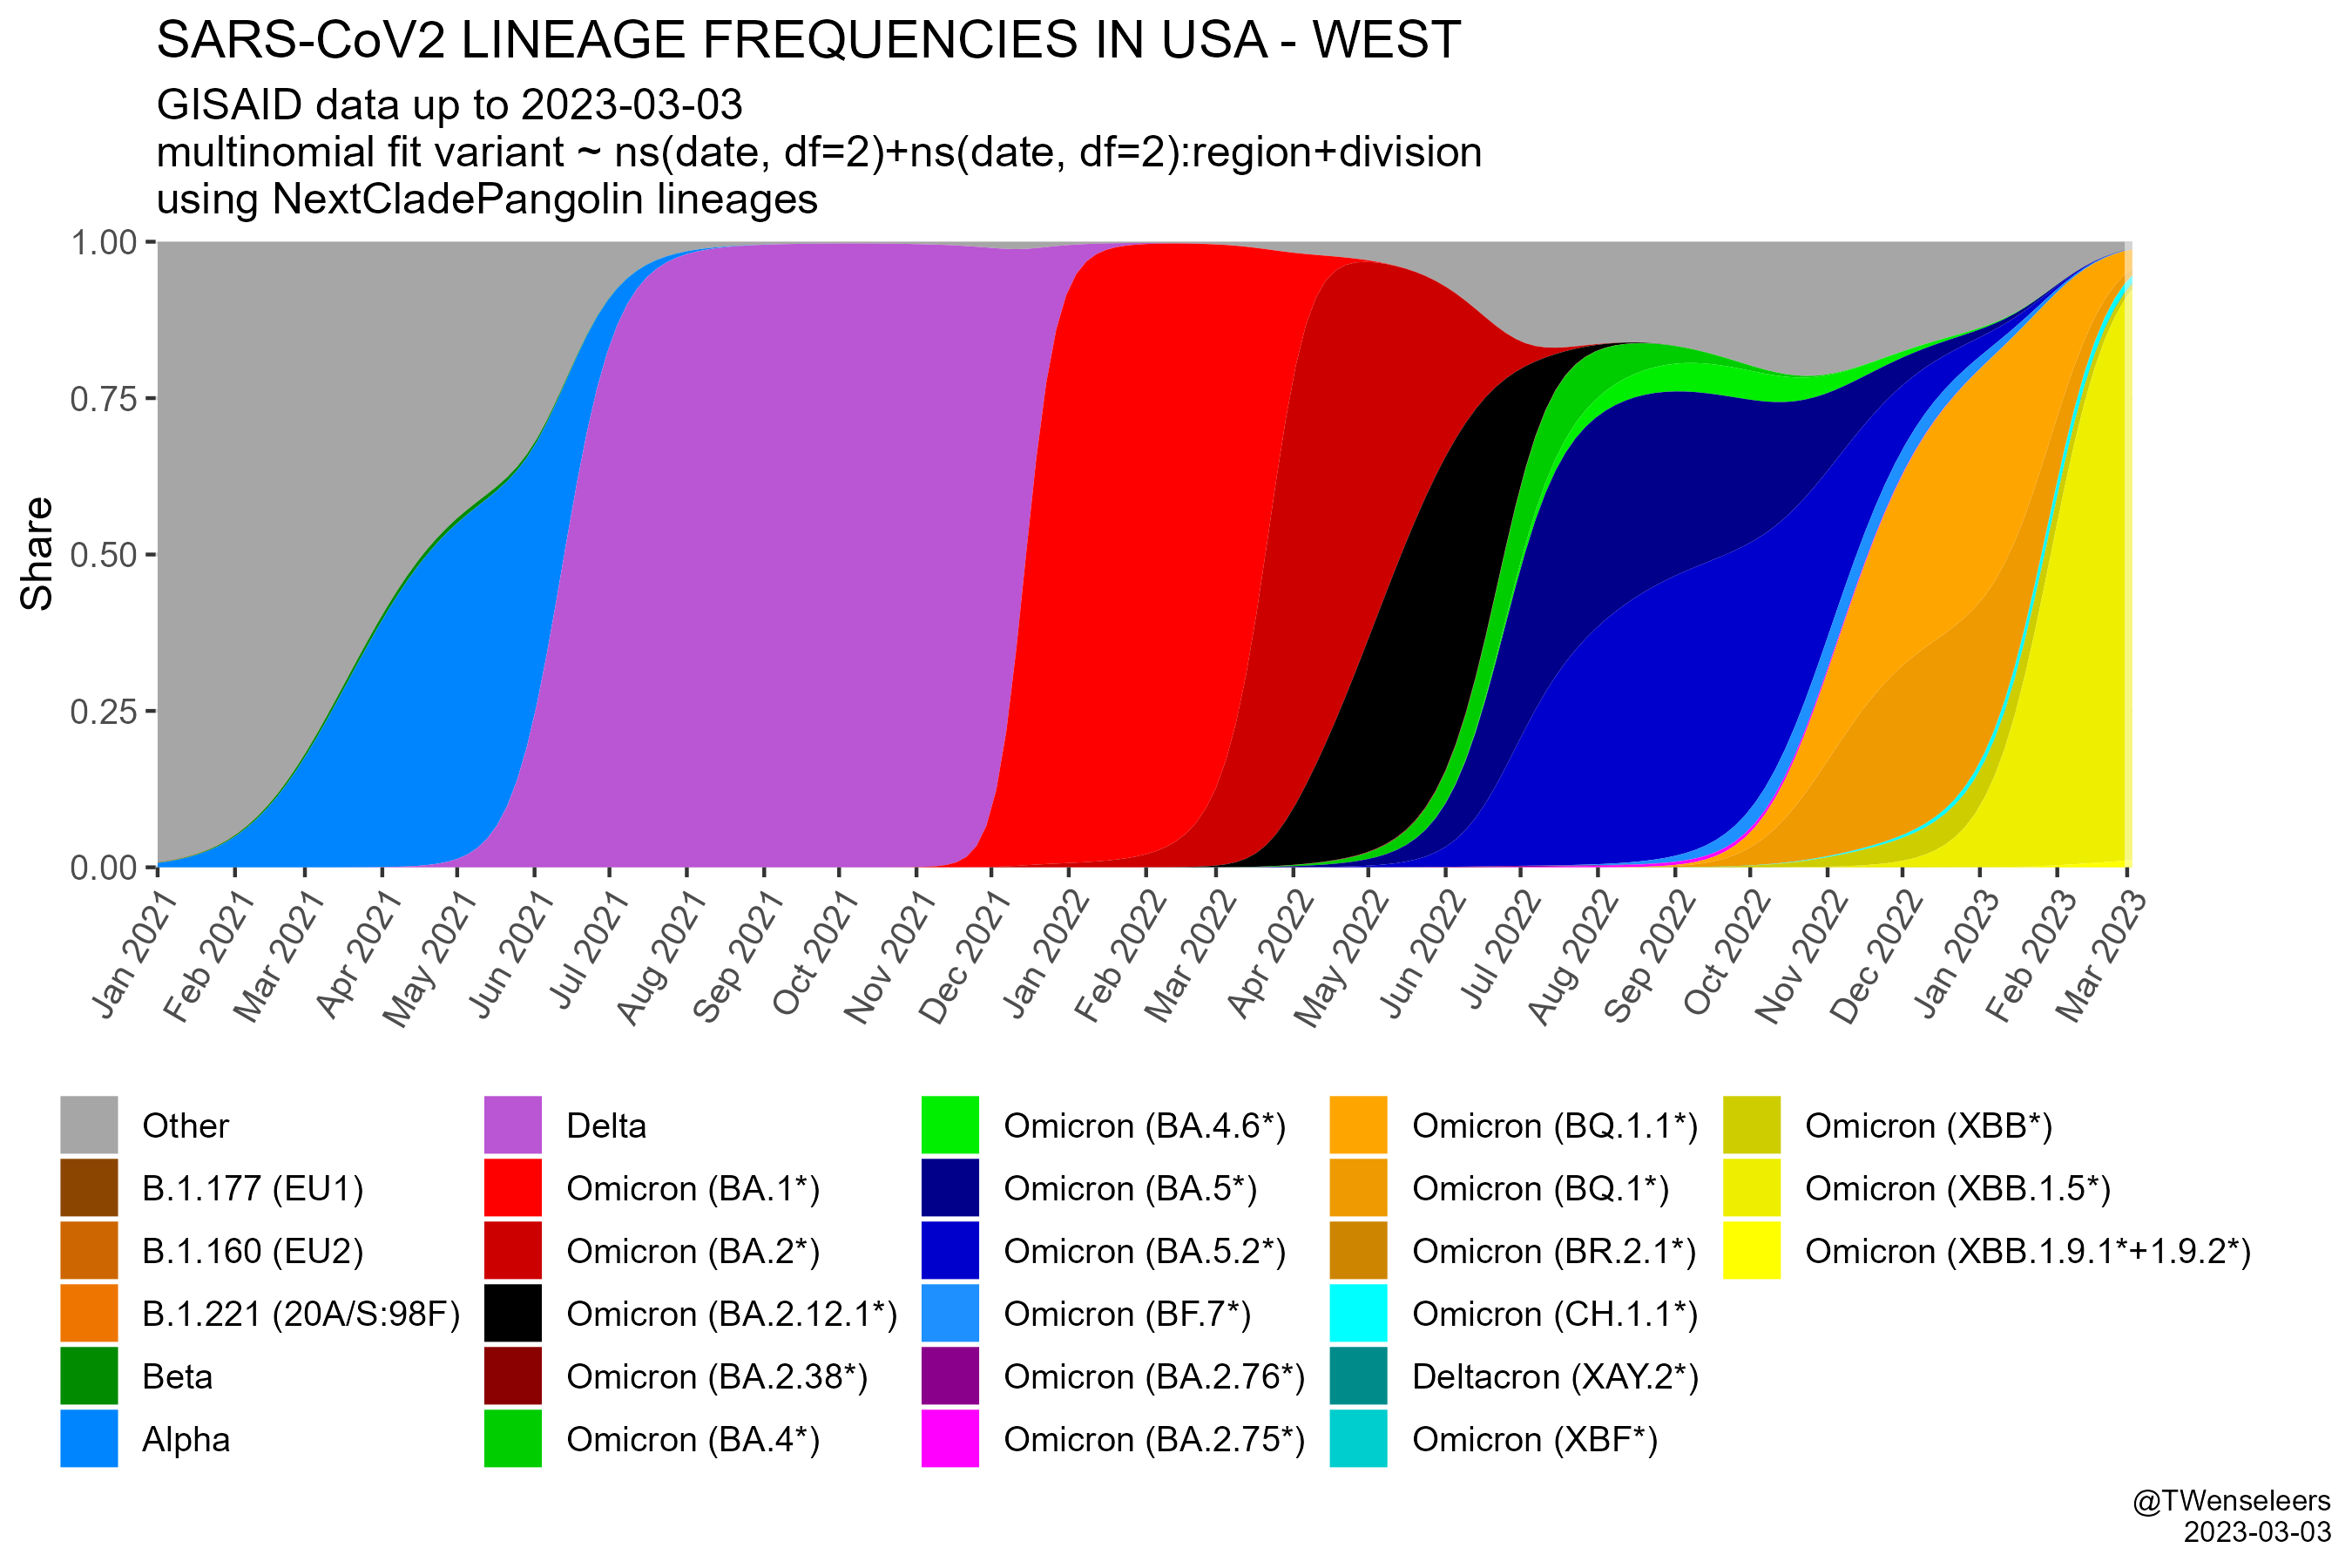 SARS-CoV2 LINEAGE FREQUENCIES IN USA - WEST
GISAID data up to 2023-03-03
multinomial fit variant ~ ns(date, df=2)+ns(date, df=2):region+division
using NextCladePangolin lineages
Share
1.00
0.75
0.50
0.25
0.00
Jan 2021
Feb 2021
Mar 2021
Apr 2021
May 2021
Jun 2021
Jul 2021
Aug 2021
Sep 2021
Oct 2021
Nov 2021
Dec 2021
Jan 2022
Feb 2022
Mar 2022
Apr 2022
May 2022
Jun 2022
Jul 2022
Aug 2022
Sep 2022
Oct 2022
Nov 2022
Dec 2022
Jan 2023
Feb 2023
Mar 2023
Other
B.1.177 (EU1)
B.1.160 (EU2)
B.1.221 (20A/S:98F)
Beta
Alpha
Delta
Omicron (BA.1*)
Omicron (BA.2*)
Omicron (BA.2.12.1*)
Omicron (BA.2.38*)
Omicron (BA.4*)
Omicron (BA.4.6*)
Omicron (BA.5*)
Omicron (BA.5.2*)
Omicron (BF.7*)
Omicron (BA.2.76*)
Omicron (BA.2.75*)
Omicron (BQ.1.1*)
Omicron (BQ.1*)
Omicron (BR.2.1*)
Omicron (CH.1.1*)
Deltacron (XAY.2*)
Omicron (XBF*)
Omicron (XBB*)
Omicron (XBB.1.5*)
Omicron (XBB.1.9.1*+1.9.2*)
@TWenseleers
2023-03-03